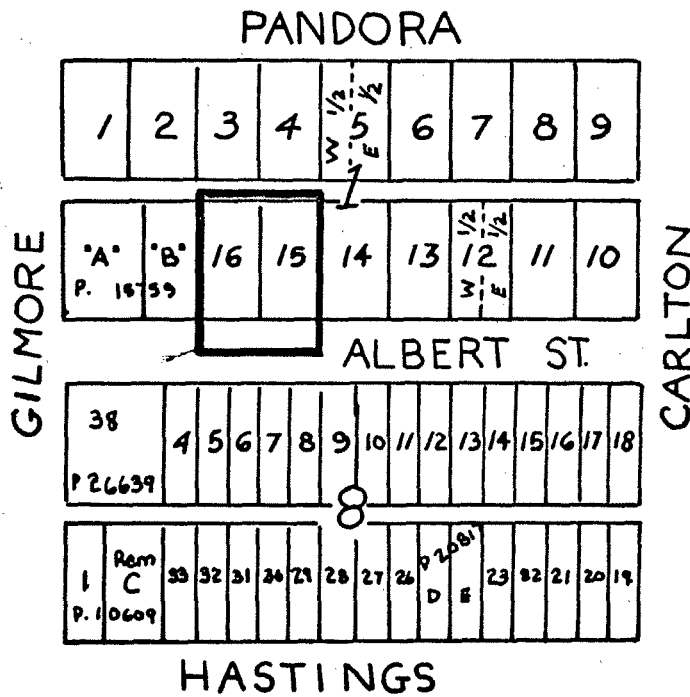 PANDORA
1 2 3 4 W 1/2 5 1/2 E 6 7 8 9
1
"A" "B" 16 15 14 13 1/2 1/2 12 W E 11 10
P. 18759
GILMORE
CARLTON
ALBERT ST.
38 4 5 6 7 8 9 10 11 12 13 14 15 16 17 18
P 26639
8
1 Rem C 33 32 31 30 29 28 27 26 P 20817 D E 23 22 21 20 19
P. 10609
HASTINGS